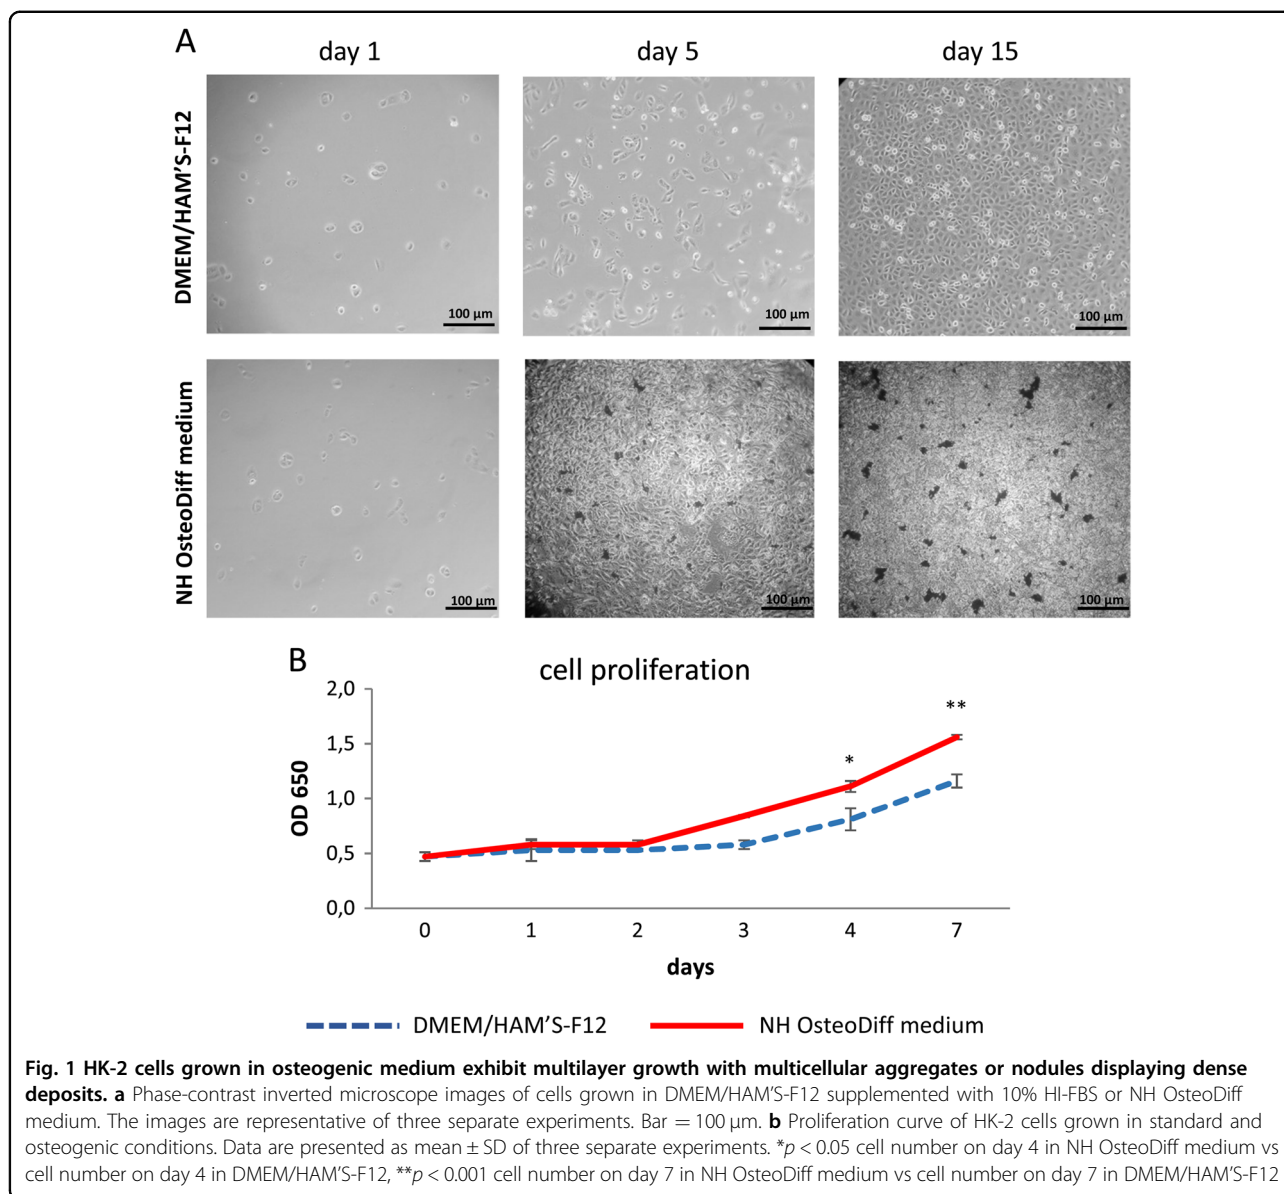 A
day 1
day 5
day 15
DMEM/HAM'S-F12
100 µm
100 µm
100 µm
NH OsteoDiff medium
100 µm
100 µm
100 µm
B
cell proliferation
2,0
1,5
1,0
0,5
0,0
OD 650
*
**
0 1 2 3 4 7
days
DMEM/HAM'S-F12
NH OsteoDiff medium
Fig. 1 HK-2 cells grown in osteogenic medium exhibit multilayer growth with multicellular aggregates or nodules displaying dense
deposits. a Phase-contrast inverted microscope images of cells grown in DMEM/HAM'S-F12 supplemented with 10% HI-FBS or NH OsteoDiff
medium. The images are representative of three separate experiments. Bar = 100 µm. b Proliferation curve of HK-2 cells grown in standard and
osteogenic conditions. Data are presented as mean ± SD of three separate experiments. *p < 0.05 cell number on day 4 in NH OsteoDiff medium vs
cell number on day 4 in DMEM/HAM'S-F12, **p < 0.001 cell number on day 7 in NH OsteoDiff medium vs cell number on day 7 in DMEM/HAM'S-F12